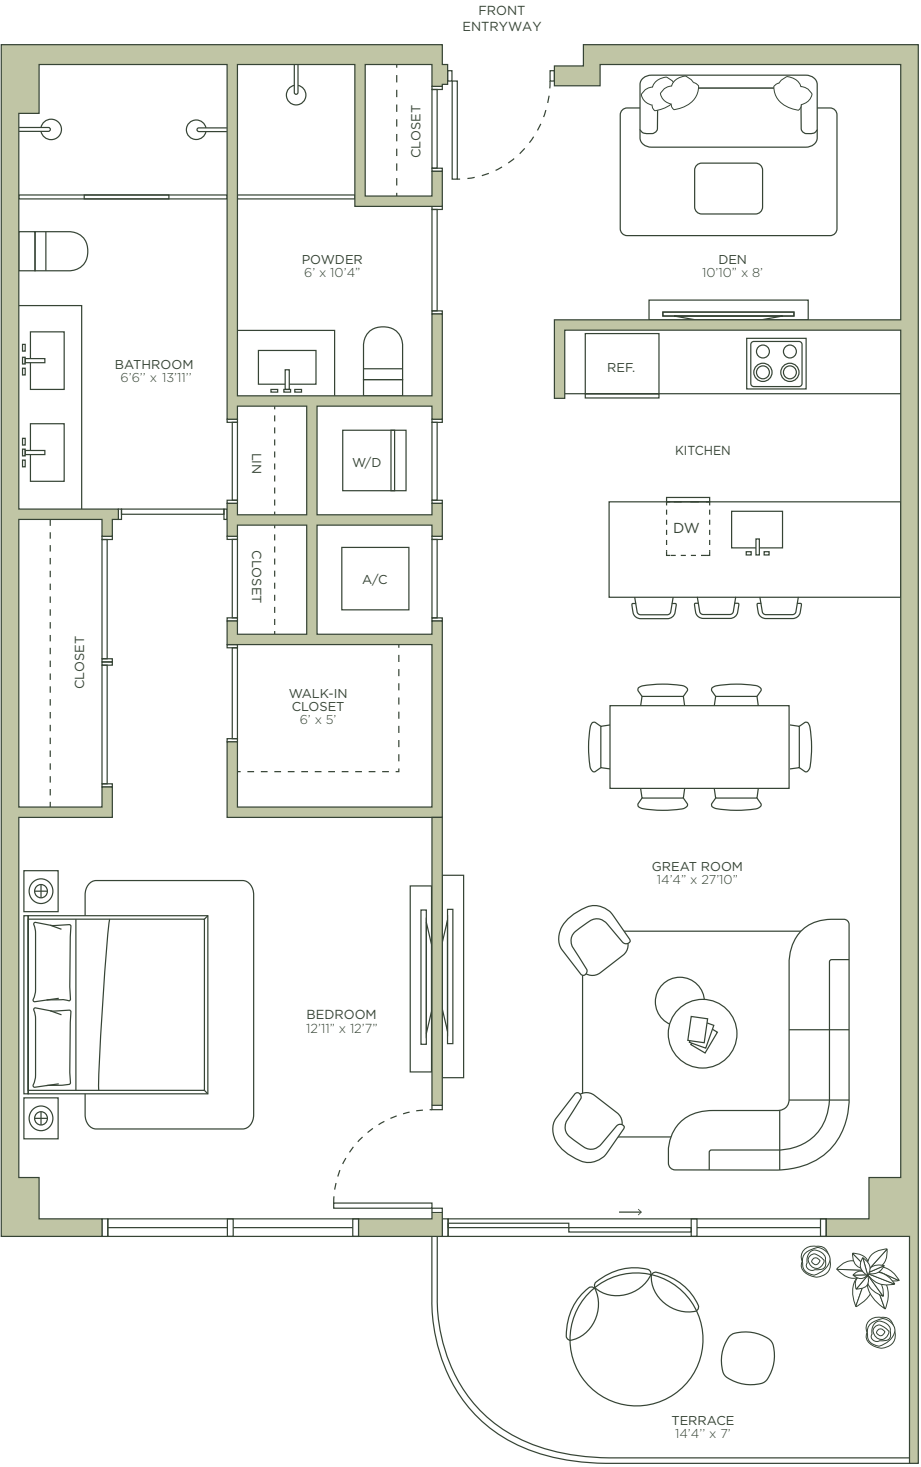 FRONT
ENTRYWAY
CLOSET
POWDER
6' x 10'4"
DEN
10'10" x 8'
BATHROOM
6'6" x 13'11"
REF.
KITCHEN
LIN
W/D
DW
CLOSET
A/C
CLOSET
WALK-IN
CLOSET
6' x 5'
GREAT ROOM
14'4" x 27'10"
BEDROOM
12'11" x 12'7"
TERRACE
14'4" x 7'